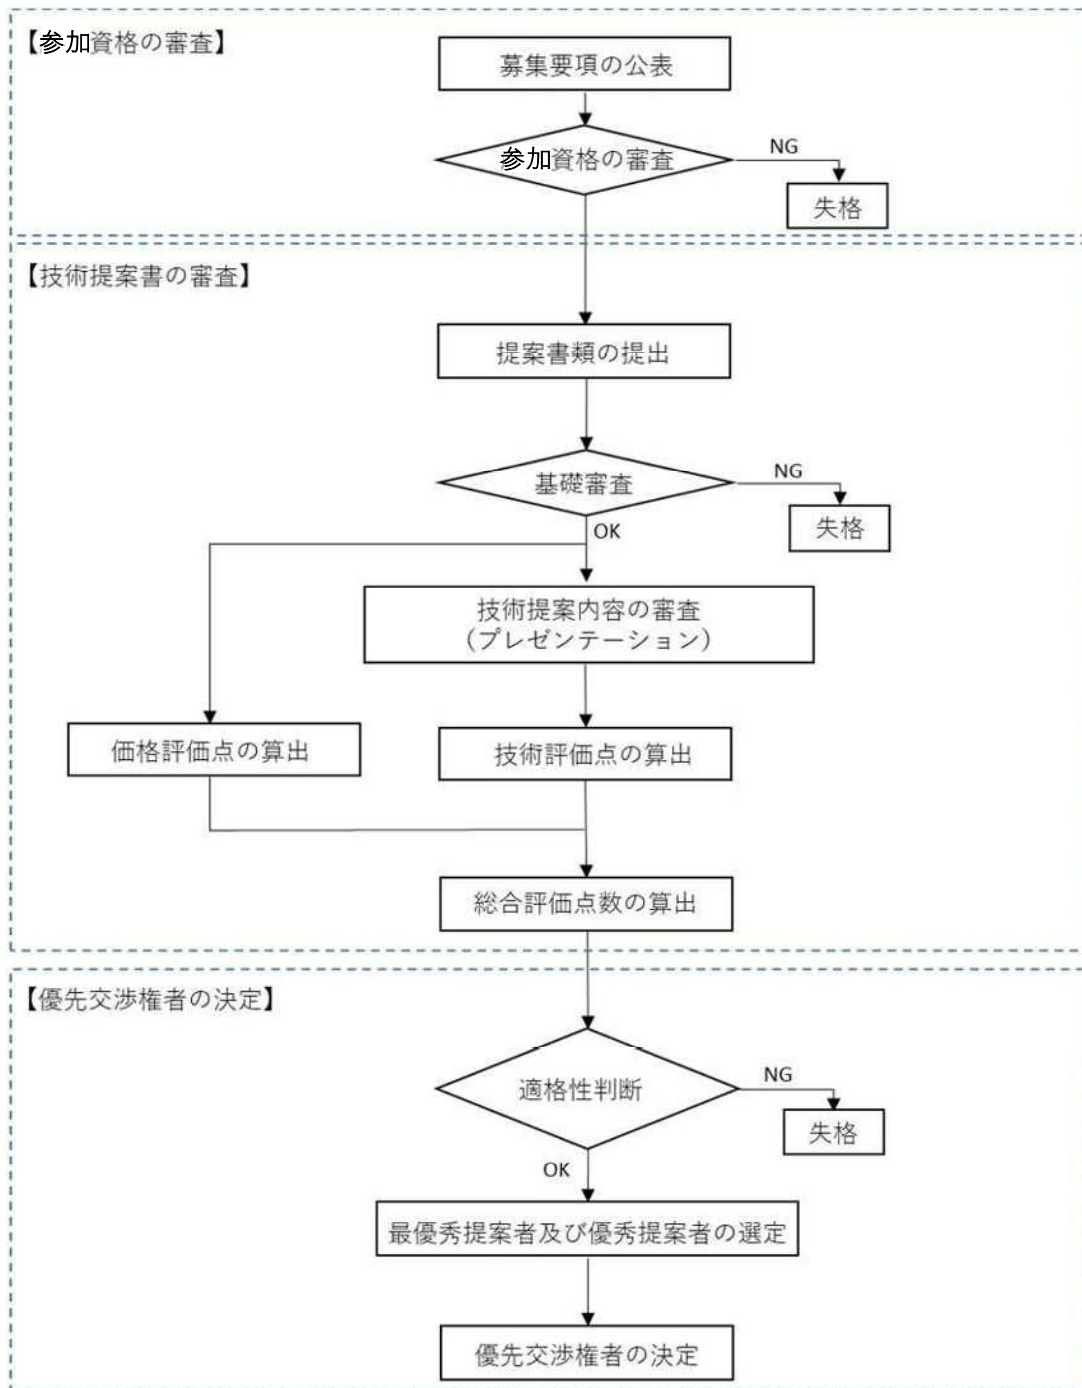 【参加資格の審査】
募集要項の公表
参加資格の審査
NG
失格
【技術提案書の審査】
提案書類の提出
基礎審査
NG
失格
OK
技術提案内容の審査
（プレゼンテーション）
価格評価点の算出
技術評価点の算出
総合評価点数の算出
【優先交渉権者の決定】
適格性判断
NG
失格
OK
最優秀提案者及び優秀提案者の選定
優先交渉権者の決定